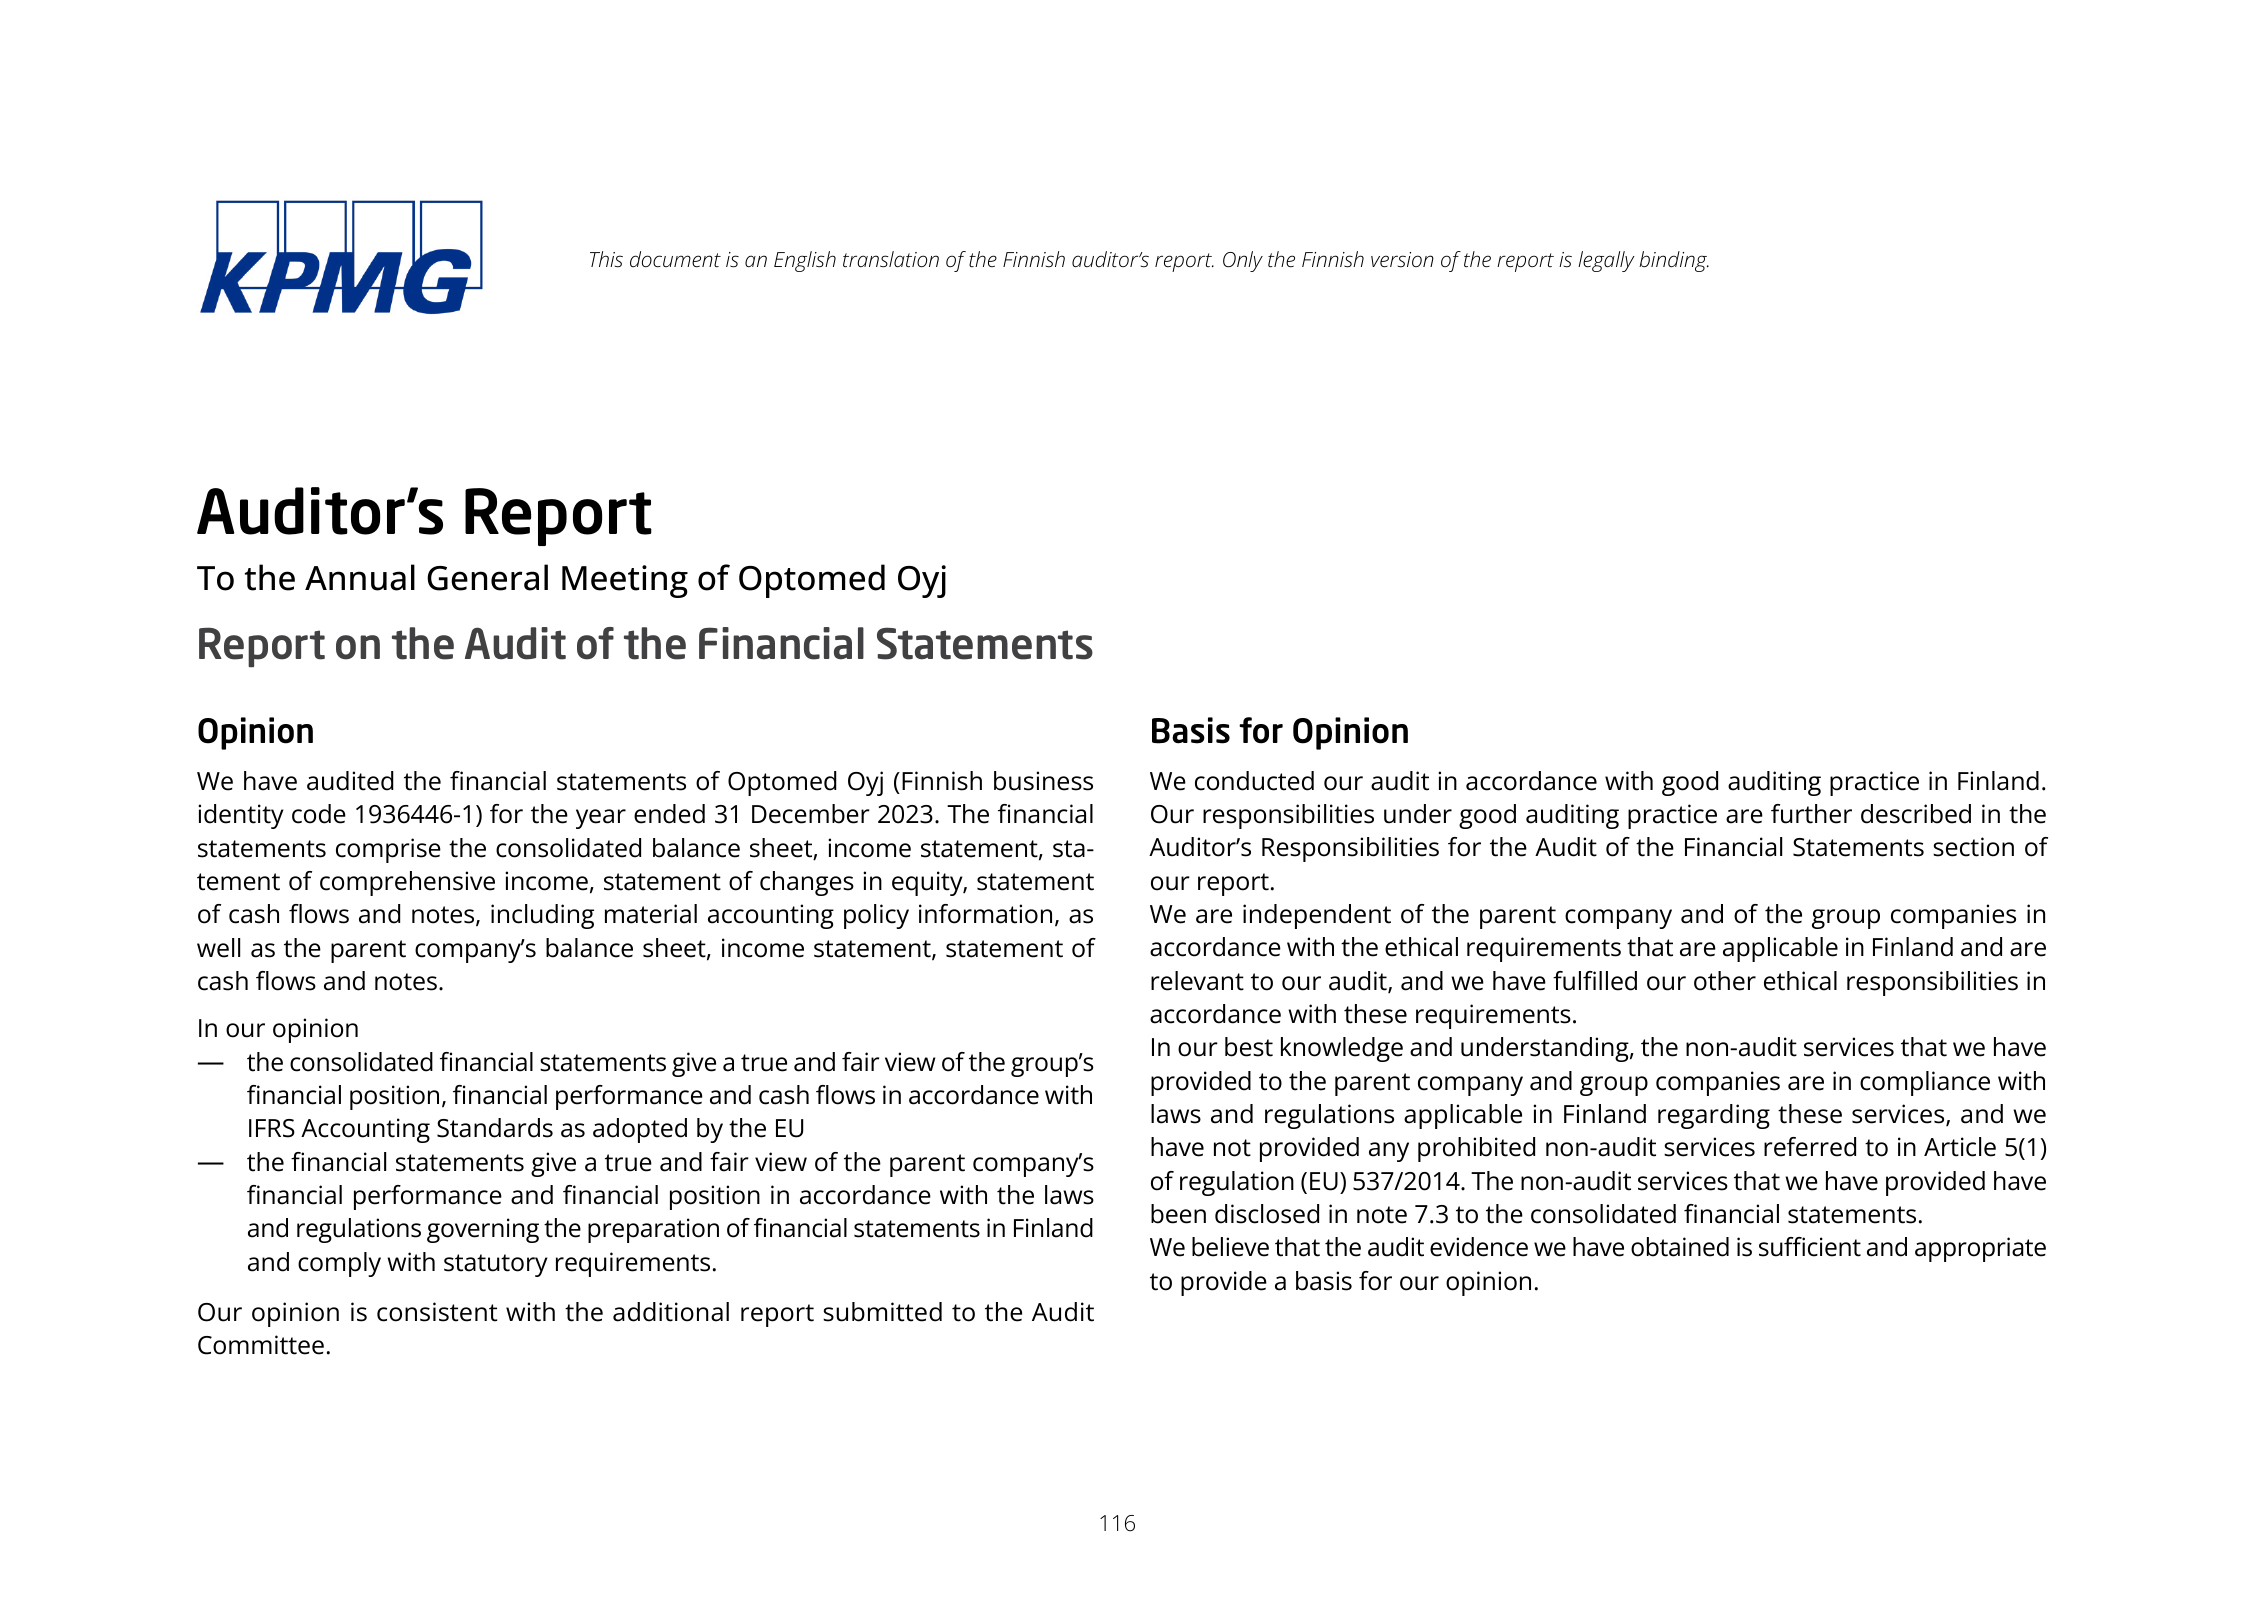 KPMG
This document is an English translation of the Finnish auditor’s report. Only the Finnish version of the report is legally binding.
Auditor’s Report
To the Annual General Meeting of Optomed Oyj
Report on the Audit of the Financial Statements
Opinion
We have audited the financial statements of Optomed Oyj (Finnish business
identity code 1936446-1) for the year ended 31 December 2023. The financial
statements comprise the consolidated balance sheet, income statement, sta-
tement of comprehensive income, statement of changes in equity, statement
of cash flows and notes, including material accounting policy information, as
well as the parent company’s balance sheet, income statement, statement of
cash flows and notes.
In our opinion
— the consolidated financial statements give a true and fair view of the group’s
financial position, financial performance and cash flows in accordance with
IFRS Accounting Standards as adopted by the EU
— the financial statements give a true and fair view of the parent company’s
financial performance and financial position in accordance with the laws
and regulations governing the preparation of financial statements in Finland
and comply with statutory requirements.
Our opinion is consistent with the additional report submitted to the Audit
Committee.
Basis for Opinion
We conducted our audit in accordance with good auditing practice in Finland.
Our responsibilities under good auditing practice are further described in the
Auditor’s Responsibilities for the Audit of the Financial Statements section of
our report.
We are independent of the parent company and of the group companies in
accordance with the ethical requirements that are applicable in Finland and are
relevant to our audit, and we have fulfilled our other ethical responsibilities in
accordance with these requirements.
In our best knowledge and understanding, the non-audit services that we have
provided to the parent company and group companies are in compliance with
laws and regulations applicable in Finland regarding these services, and we
have not provided any prohibited non-audit services referred to in Article 5(1)
of regulation (EU) 537/2014. The non-audit services that we have provided have
been disclosed in note 7.3 to the consolidated financial statements.
We believe that the audit evidence we have obtained is sufficient and appropriate
to provide a basis for our opinion.
116